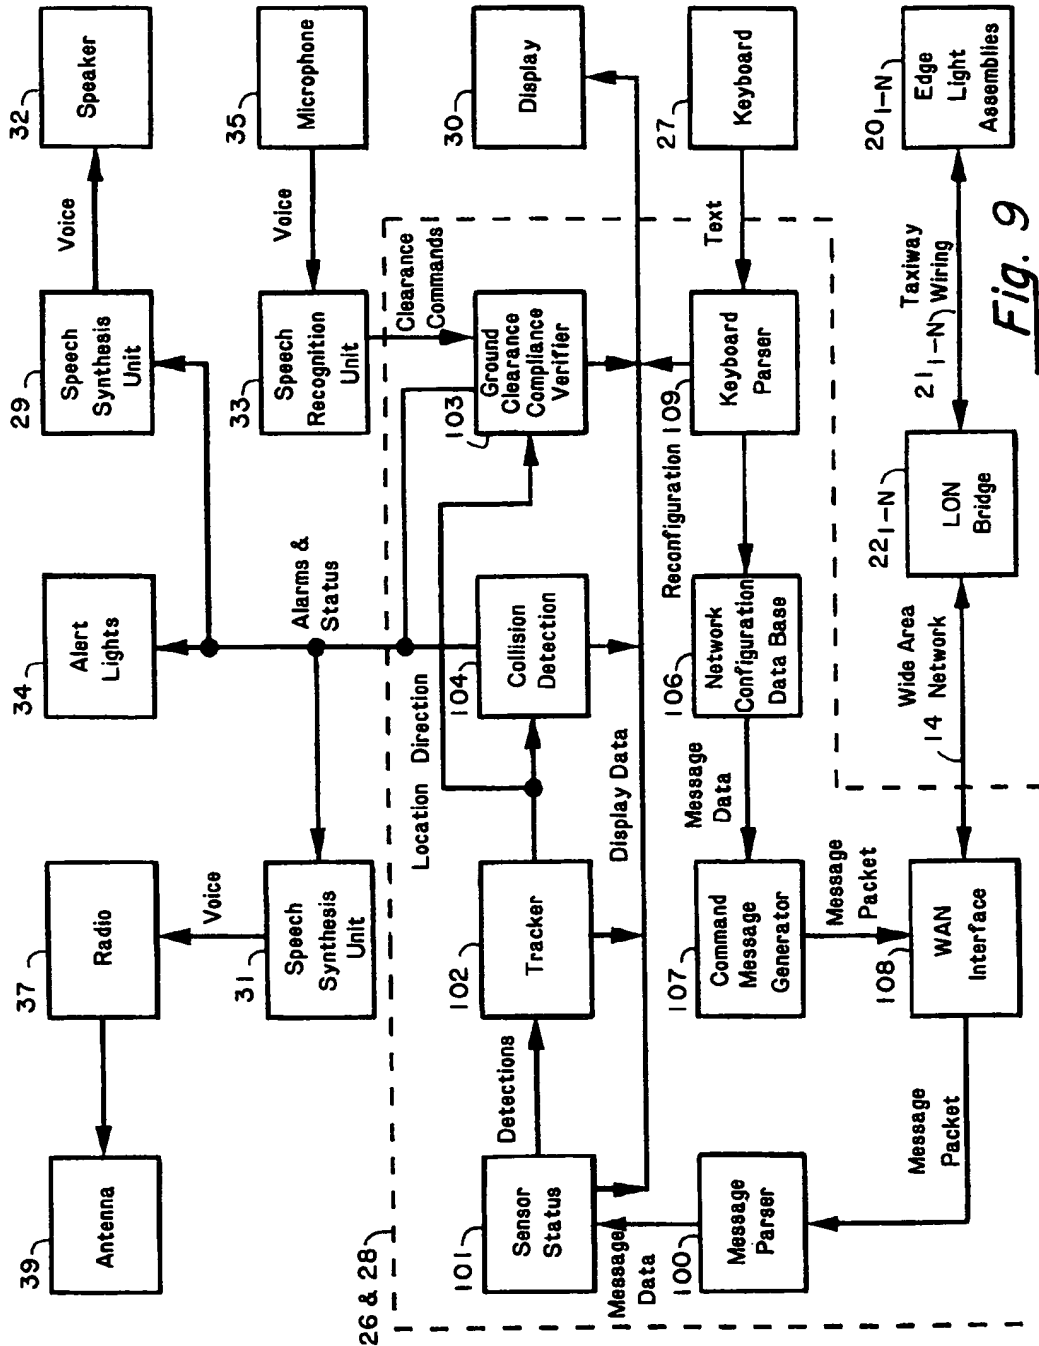 39
Antenna
37
Radio
34
Alert
Lights
29
Speech
Synthesis
Unit
Voice
32
Speaker
Voice
31
Speech
Synthesis
Unit
Alarms &
Status
33
Speech
Recognition
Unit
Voice
35
Microphone
26 & 28
Location Direction
Clearance
Commands
101
Sensor
Status
Detections
102
Tracker
104
Collision
Detection
103
Ground
Clearance
Compliance
Verifier
30
Display
Message
Data
Display Data
100
Message
Parser
107
Command
Message
Generator
Message
Data
106
Network
Configuration
Data Base
Reconfiguration
109
Keyboard
Parser
Text
27
Keyboard
Message
Packet
Message
Packet
108
WAN
Interface
Wide Area
14 Network
22 1-N
LON
Bridge
21 1-N
Taxiway
Wiring
20 1-N
Edge
Light
Assemblies
Fig. 9